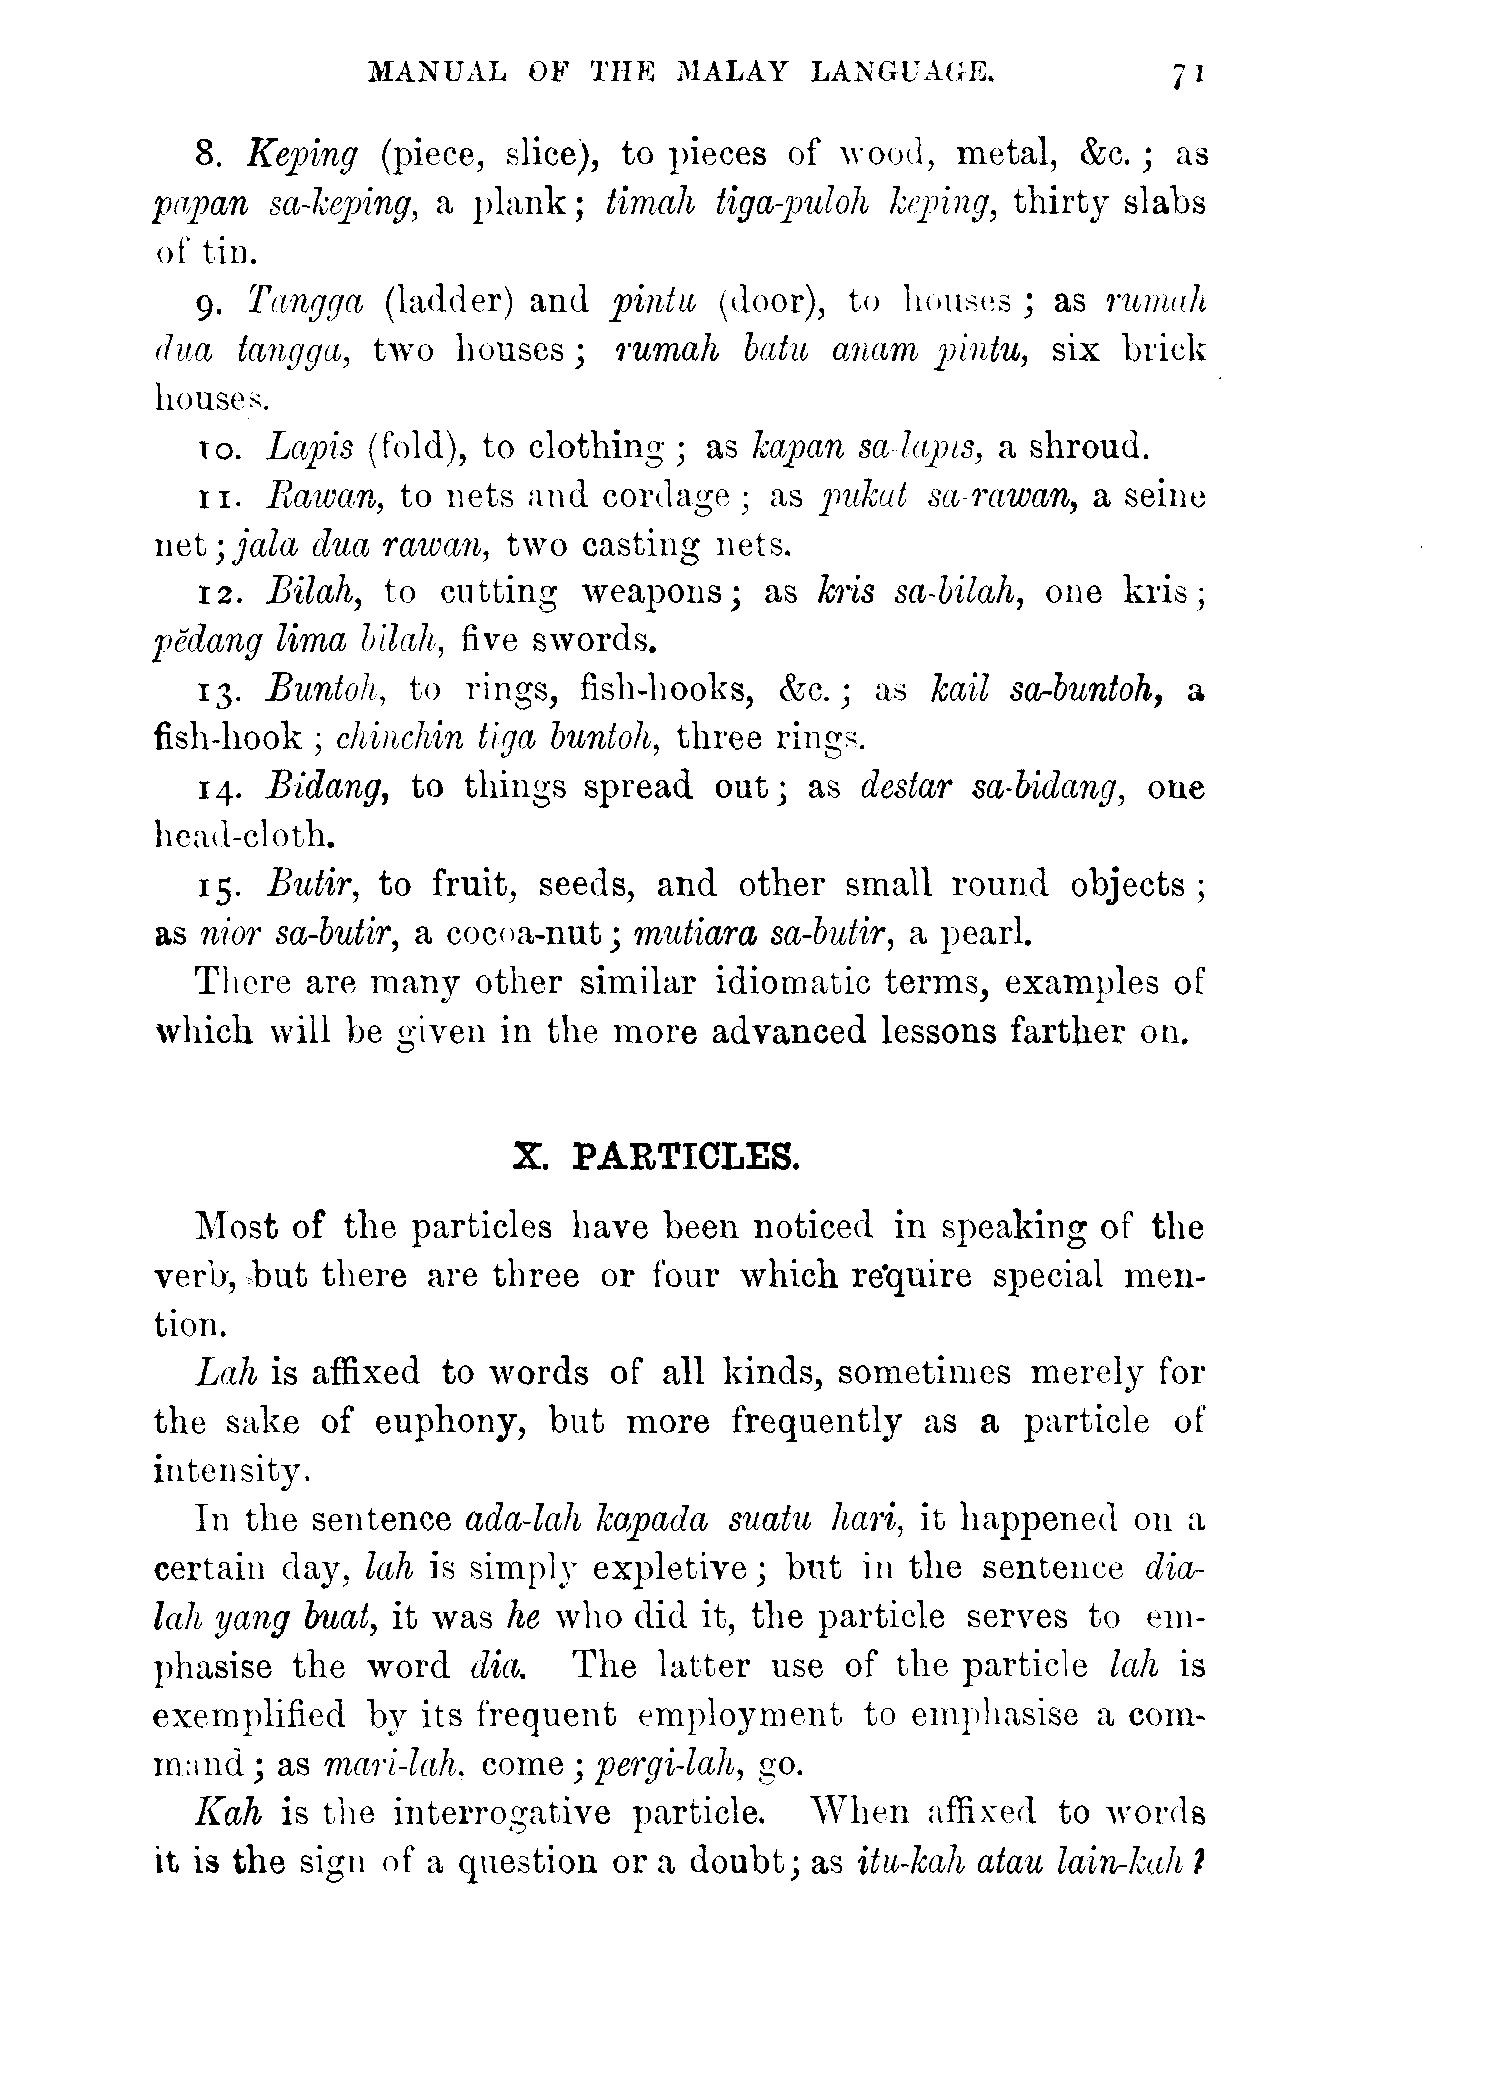 MANUAL OF THE MALAY LANGUAGE. 71
8. Keping (piece, slice), to pieces of wood, metal, &c. ; as
papan sa-keping, a plank ; timah tiga-puloh keping, thirty slabs
of tin.
9. Tangga (ladder) and pintu (door), to houses ; as rumah
dua tangga, two houses ; rumah batu anam pintu, six brick
houses.
10. Lapis (fold), to clothing ; as kapan sa-lapis, a shroud.
11. Rawan, to nets and cordage ; as pukat sa-rawan, a seine
net ; jala dua rawan, two casting nets.
12. Bilah, to cutting weapons ; as kris sa-bilah, one kris ;
pĕdang lima bilah, five swords.
13. Buntoh, to rings, fish-hooks, &c. ; as kail sa-buntoh, a
fish-hook ; chinchin tiga buntoh, three rings.
14. Bidang, to things spread out ; as destar sa-bidang, one
head-cloth.
15. Butir, to fruit, seeds, and other small round objects ;
as nior sa-butir, a cocoa-nut ; mutiara sa-butir, a pearl.
There are many other similar idiomatic terms, examples of
which will be given in the more advanced lessons farther on.
X. PARTICLES.
Most of the particles have been noticed in speaking of the
verb, but there are three or four which require special men-
tion.
Lah is affixed to words of all kinds, sometimes merely for
the sake of euphony, but more frequently as a particle of
intensity.
In the sentence ada-lah kapada suatu hari, it happened on a
certain day, lah is simply expletive ; but in the sentence dia-
lah yang buat, it was he who did it, the particle serves to em-
phasise the word dia. The latter use of the particle lah is
exemplified by its frequent employment to emphasise a com-
mand ; as mari-lah, come ; pergi-lah, go.
Kah is the interrogative particle. When affixed to words
it is the sign of a question or a doubt ; as itu-kah atau lain-kah ?